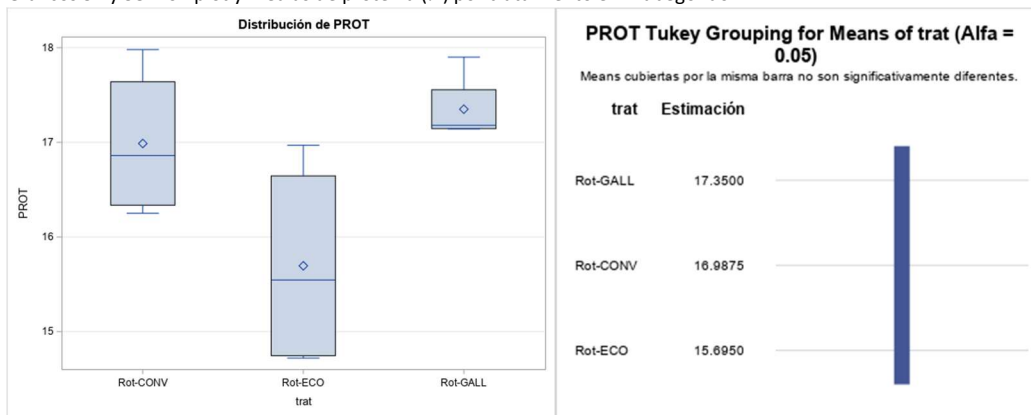 Distribución de PROT
18
17
16
15
PROT
Rot-CONV Rot-ECO Rot-GALL
trat
PROT Tukey Grouping for Means of trat (Alfa =
0.05)
Means cubiertas por la misma barra no son significativamente diferentes.
trat Estimación
Rot-GALL 17.3500
Rot-CONV 16.9875
Rot-ECO 15.6950